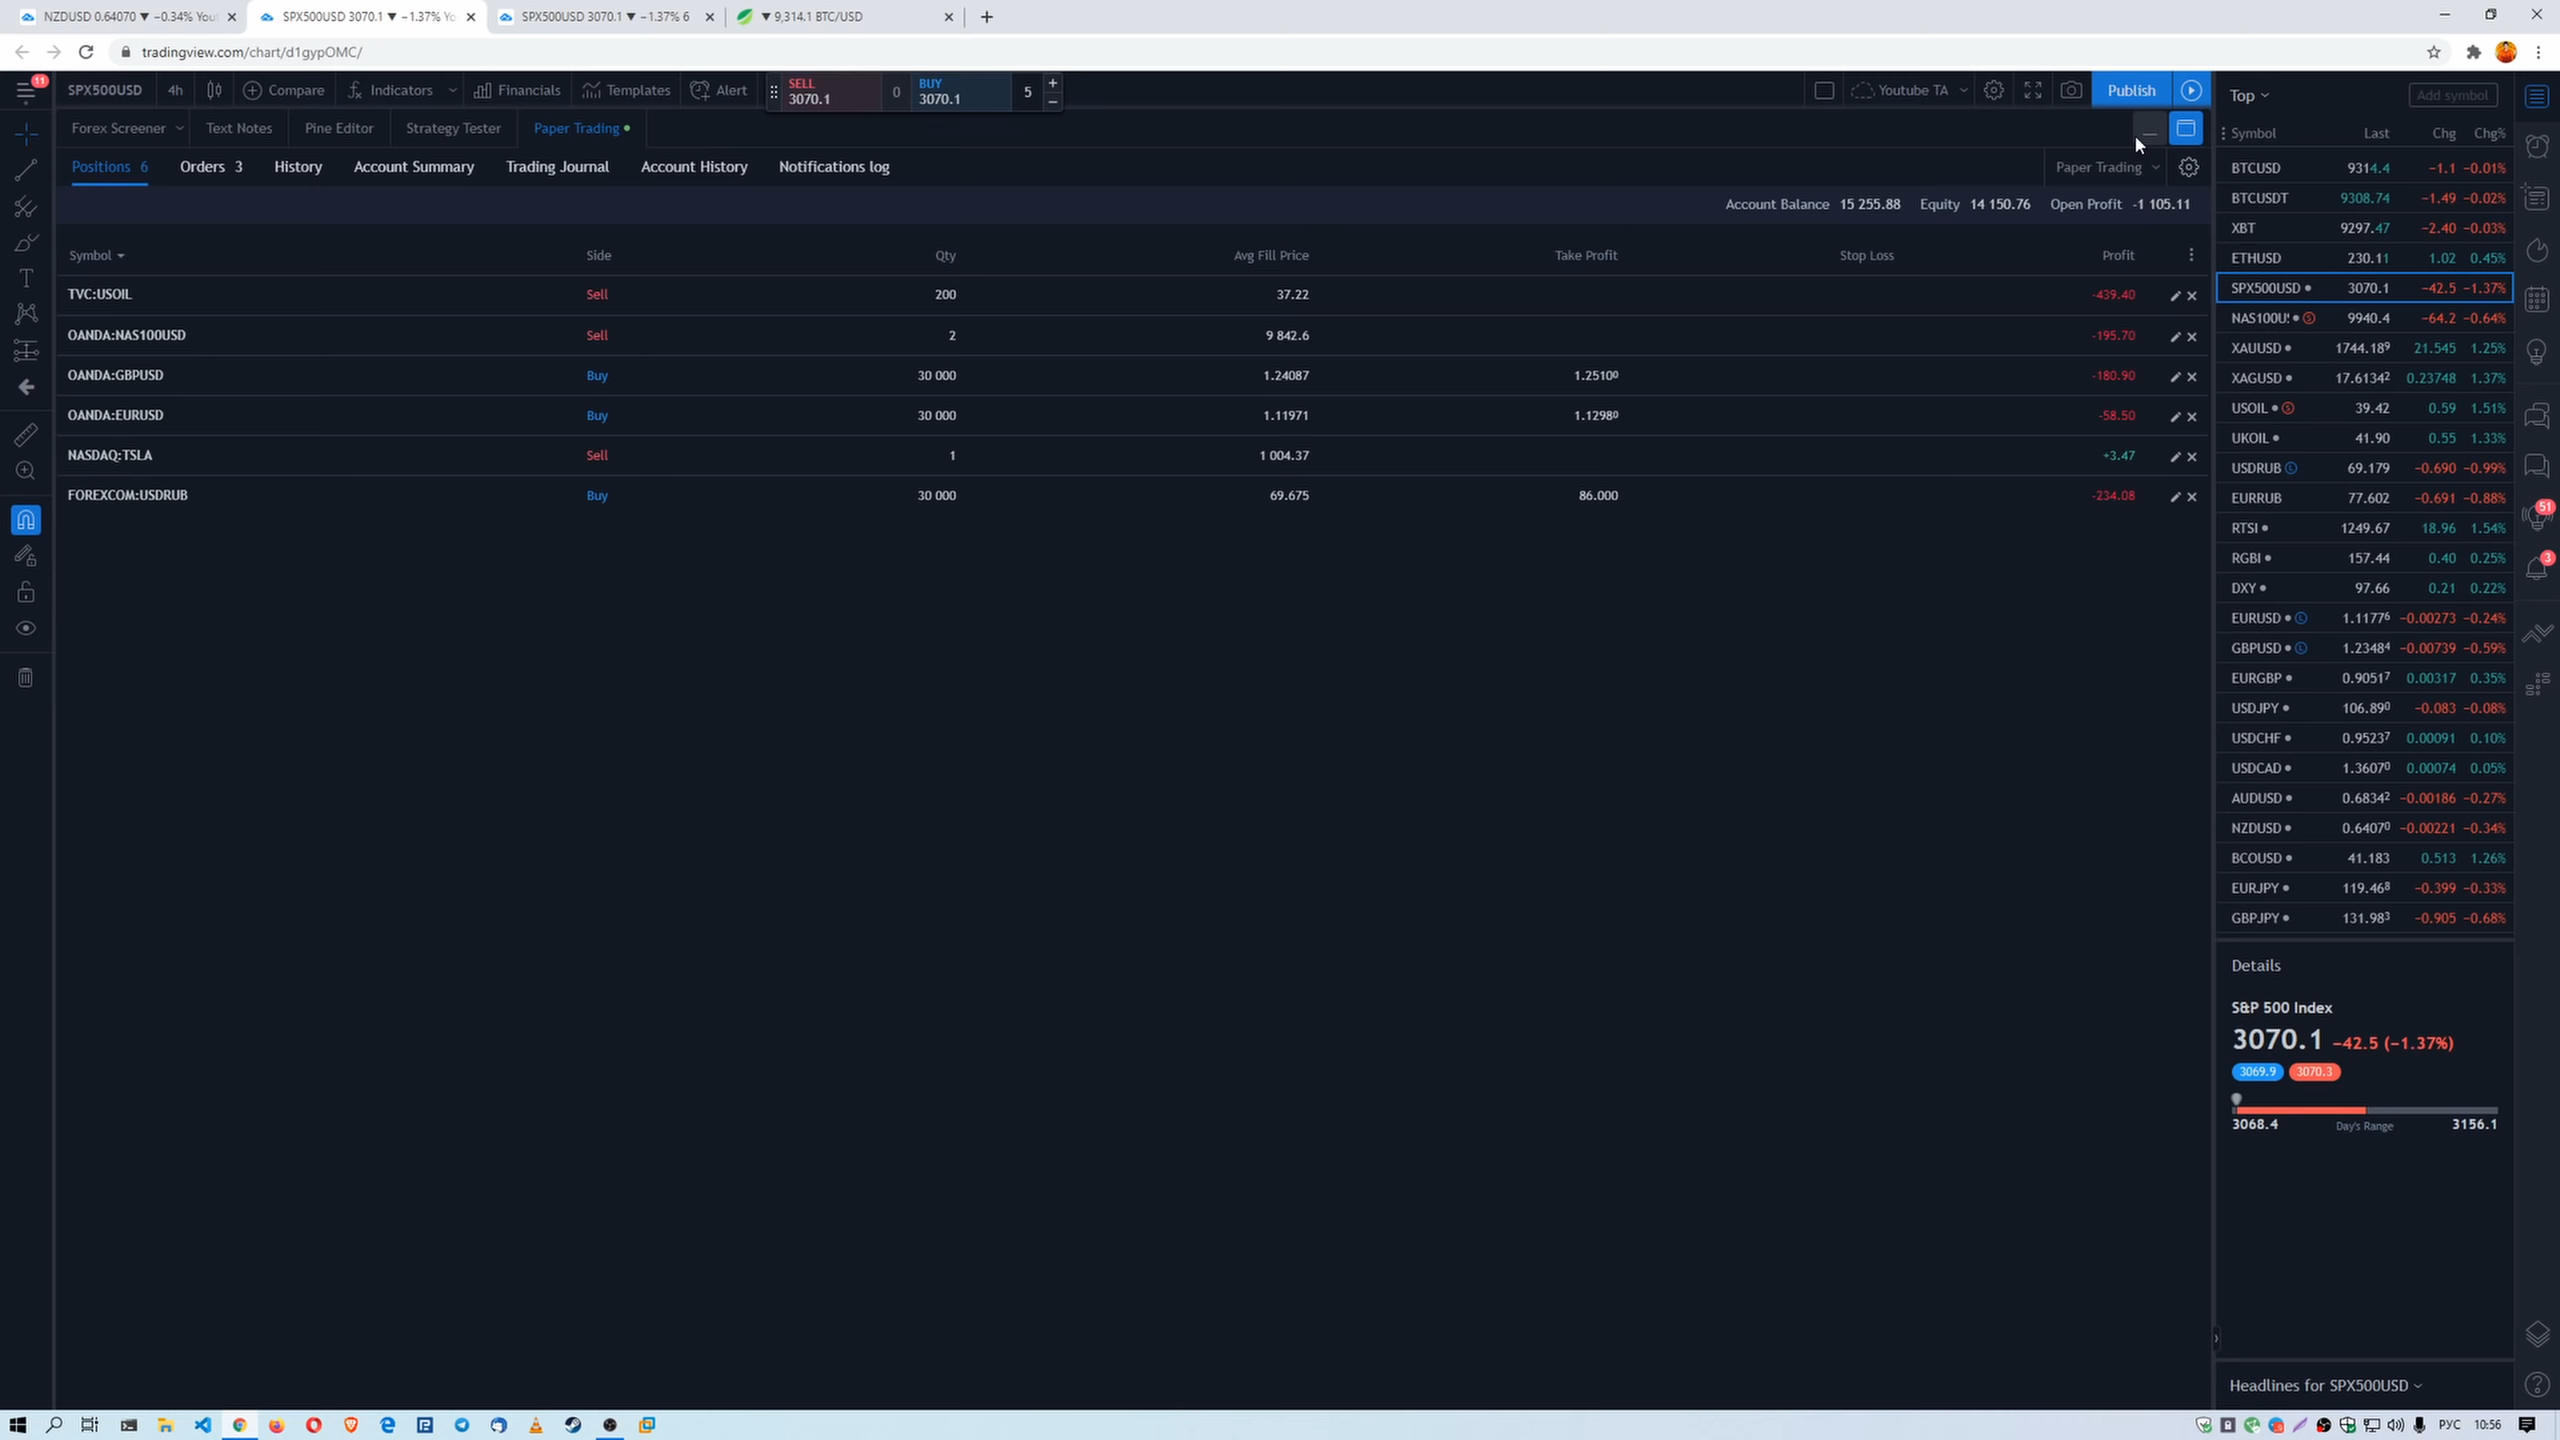 NZDUSD 0.64070 ▼ −0.34% You
SPX500USD 3070.1 ▼ −1.37% Yo
SPX500USD 3070.1 ▼ −1.37% 6
▼ 9,314.1 BTC/USD
tradingview.com/chart/d1gypOMC/
11
SPX500USD
4h
Compare
Indicators
Financials
Templates
Alert
SELL
3070.1
0
BUY
3070.1
5
Youtube TA
Publish
Forex Screener
Text Notes
Pine Editor
Strategy Tester
Paper Trading
Positions 6
Orders 3
History
Account Summary
Trading Journal
Account History
Notifications log
Paper Trading
Account Balance 15 255.88 Equity 14 150.76 Open Profit -1 105.11
Symbol Side Qty Avg Fill Price Take Profit Stop Loss Profit
TVC:USOIL Sell 200 37.22 -439.40
OANDA:NAS100USD Sell 2 9 842.6 -195.70
OANDA:GBPUSD Buy 30 000 1.24087 1.25100 -180.90
OANDA:EURUSD Buy 30 000 1.11971 1.12980 -58.50
NASDAQ:TSLA Sell 1 1 004.37 +3.47
FOREXCOM:USDRUB Buy 30 000 69.675 86.000 -234.08
Top
Add symbol
Symbol Last Chg Chg%
BTCUSD 9314.4 −1.1 −0.01%
BTCUSDT 9308.74 −1.49 −0.02%
XBT 9297.47 −2.40 −0.03%
ETHUSD 230.11 1.02 0.45%
SPX500USD 3070.1 −42.5 −1.37%
NAS100U S 9940.4 −64.2 −0.64%
XAUUSD 1744.189 21.545 1.25%
XAGUSD 17.61342 0.23748 1.37%
USOIL S 39.42 0.59 1.51%
UKOIL 41.90 0.55 1.33%
USDRUB L 69.179 −0.690 −0.99%
EURRUB 77.602 −0.691 −0.88%
RTSI 1249.67 18.96 1.54%
RGBI 157.44 0.40 0.25%
DXY 97.66 0.21 0.22%
EURUSD L 1.11776 −0.00273 −0.24%
GBPUSD L 1.23484 −0.00739 −0.59%
EURGBP 0.90517 0.00317 0.35%
USDJPY 106.890 −0.083 −0.08%
USDCHF 0.95237 0.00091 0.10%
USDCAD 1.36070 0.00074 0.05%
AUDUSD 0.68342 −0.00186 −0.27%
NZDUSD 0.64070 −0.00221 −0.34%
BCOUSD 41.183 0.513 1.26%
EURJPY 119.468 −0.399 −0.33%
GBPJPY 131.983 −0.905 −0.68%
51
3
Details
S&P 500 Index
3070.1 −42.5 (−1.37%)
3069.9 3070.3
3068.4 Day's Range 3156.1
Headlines for SPX500USD
РУС 10:56